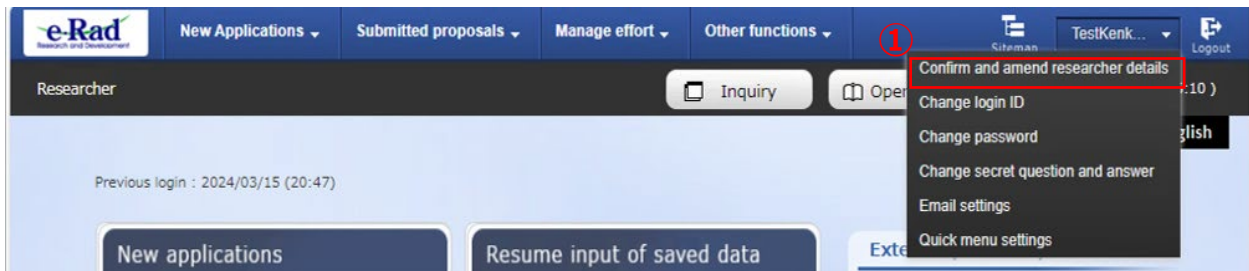 e-Rad
Research and Development
New Applications
Submitted proposals
Manage effort
Other functions
①
Sitemap
TestKenk...
Logout
Researcher
Inquiry
Oper
:10 )
Confirm and amend researcher details
Change login ID
Change password
Change secret question and answer
Email settings
Quick menu settings
glish
Previous login : 2024/03/15 (20:47)
New applications
Resume input of saved data
Exte